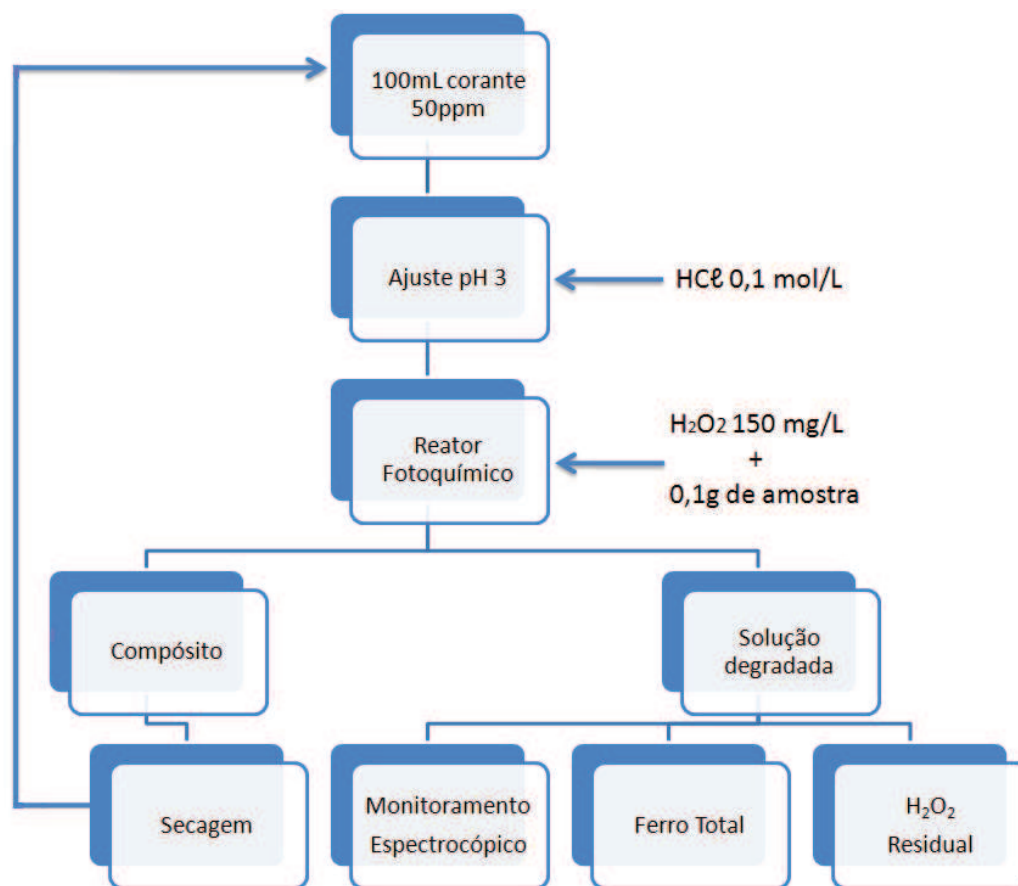 100mL corante
50ppm
Ajuste pH 3
HCℓ 0,1 mol/L
Reator
Fotoquímico
H₂O₂ 150 mg/L
+
0,1g de amostra
Compósito
Solução
degradada
Secagem
Monitoramento
Espectrocópico
Ferro Total
H₂O₂
Residual